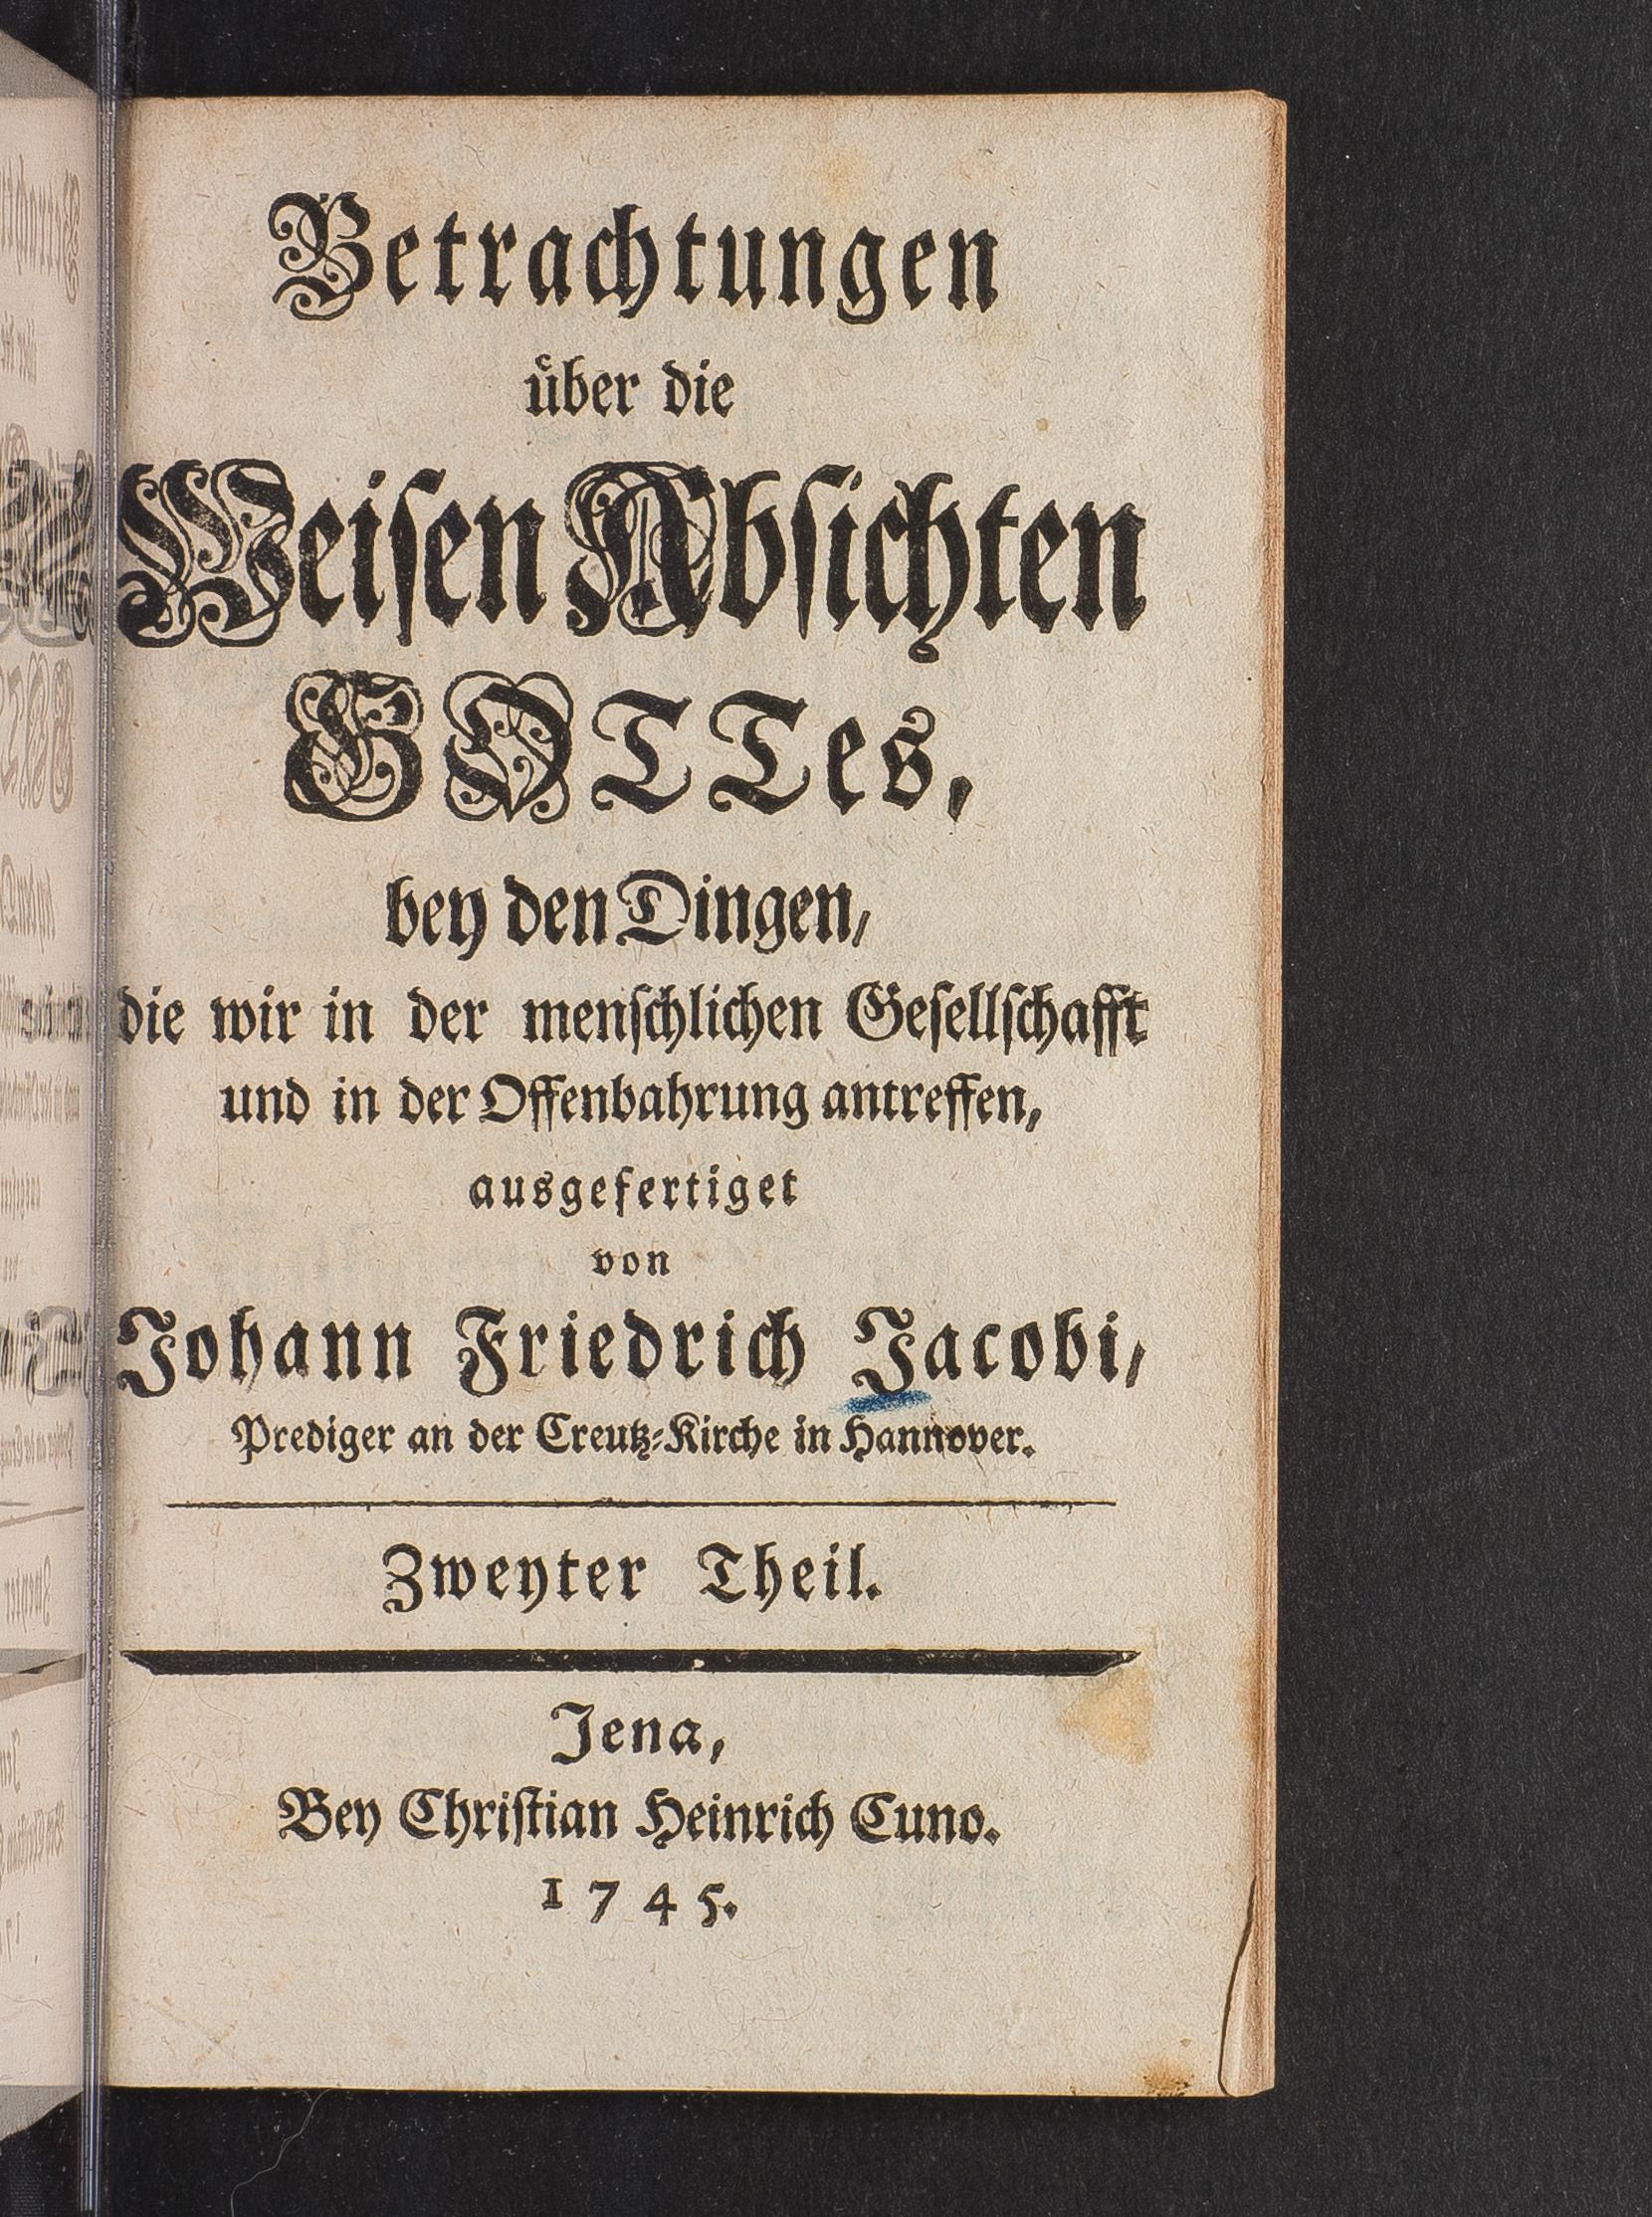 Betrachtungen
uͤber die
Weiſen Abſichten
GOTTes,
bey den Dingen,
die wir in der menſchlichen Geſellſchafft
und in der Offenbahrung antreffen,
ausgefertiget
von
Johann Friedrich Jacobi,
Prediger an der Creutz-Kirche in Hannover.
Zweyter Theil.
Jena,
Bey Chriſtian Heinrich Cuno.
1745.